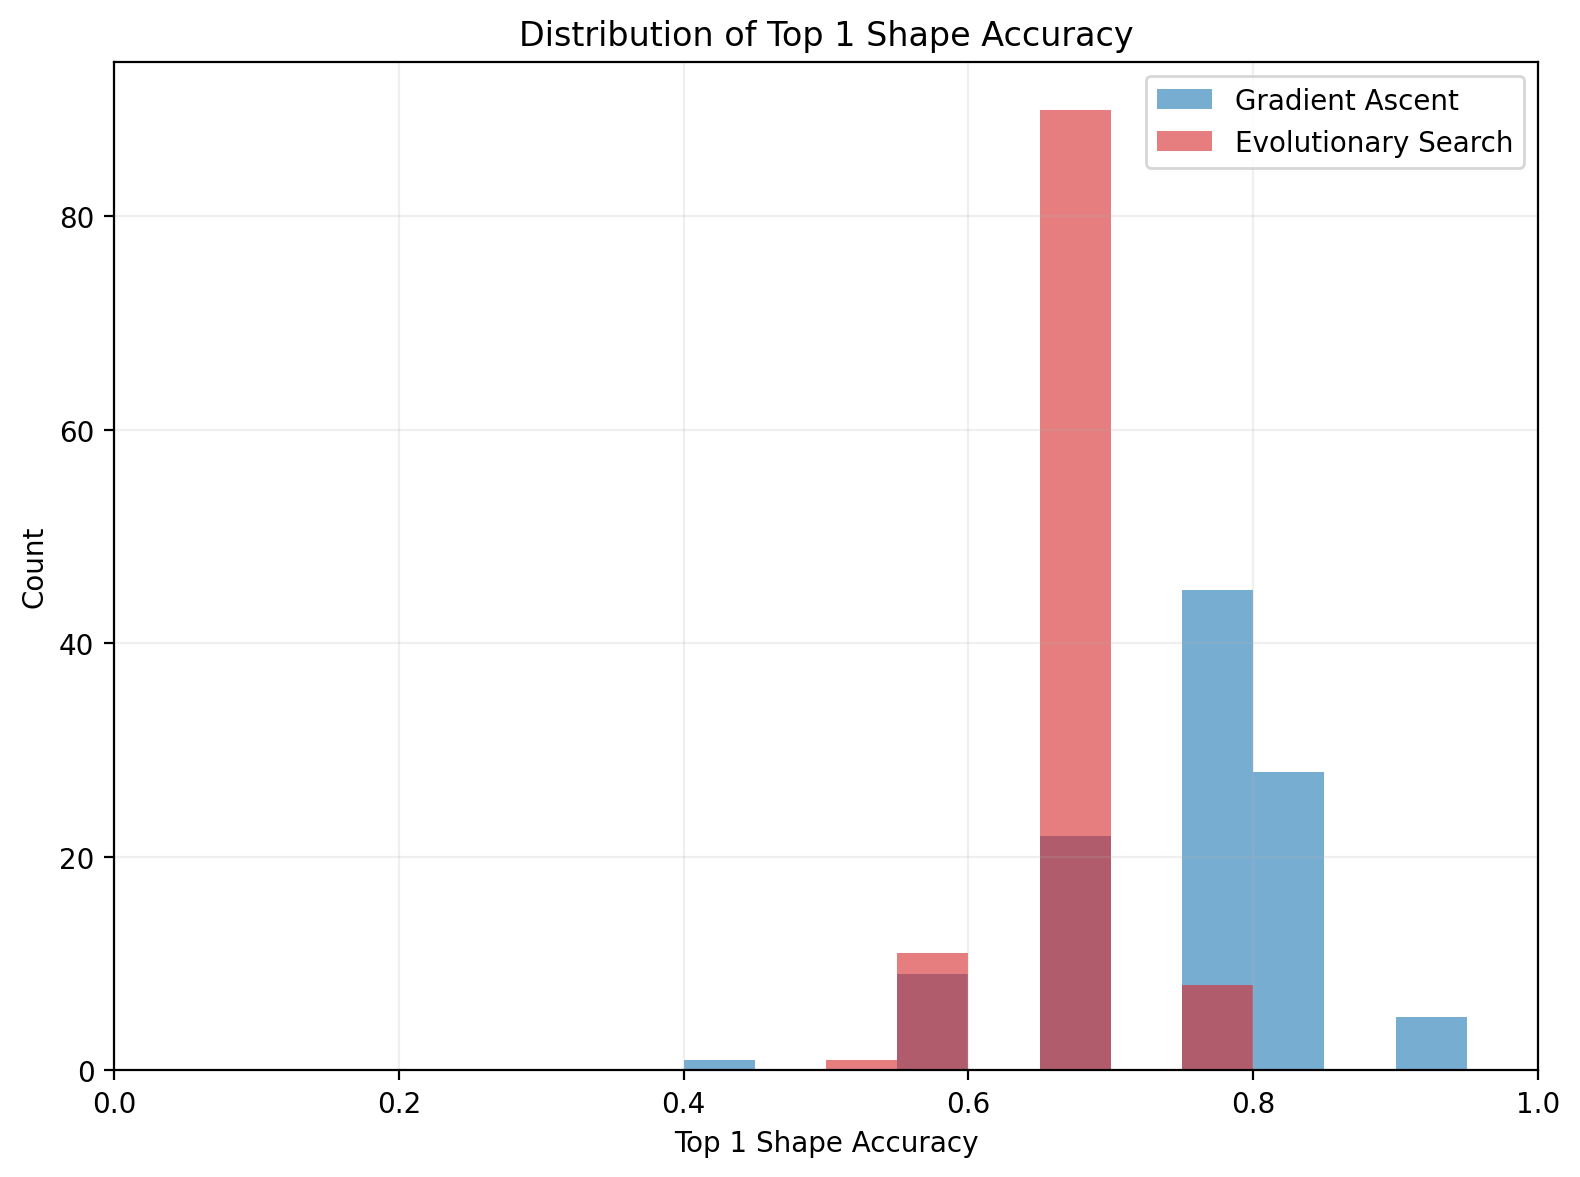 Distribution of Top 1 Shape Accuracy
Gradient Ascent
Evolutionary Search
Count
80
60
40
20
0
0.0 0.2 0.4 0.6 0.8 1.0
Top 1 Shape Accuracy